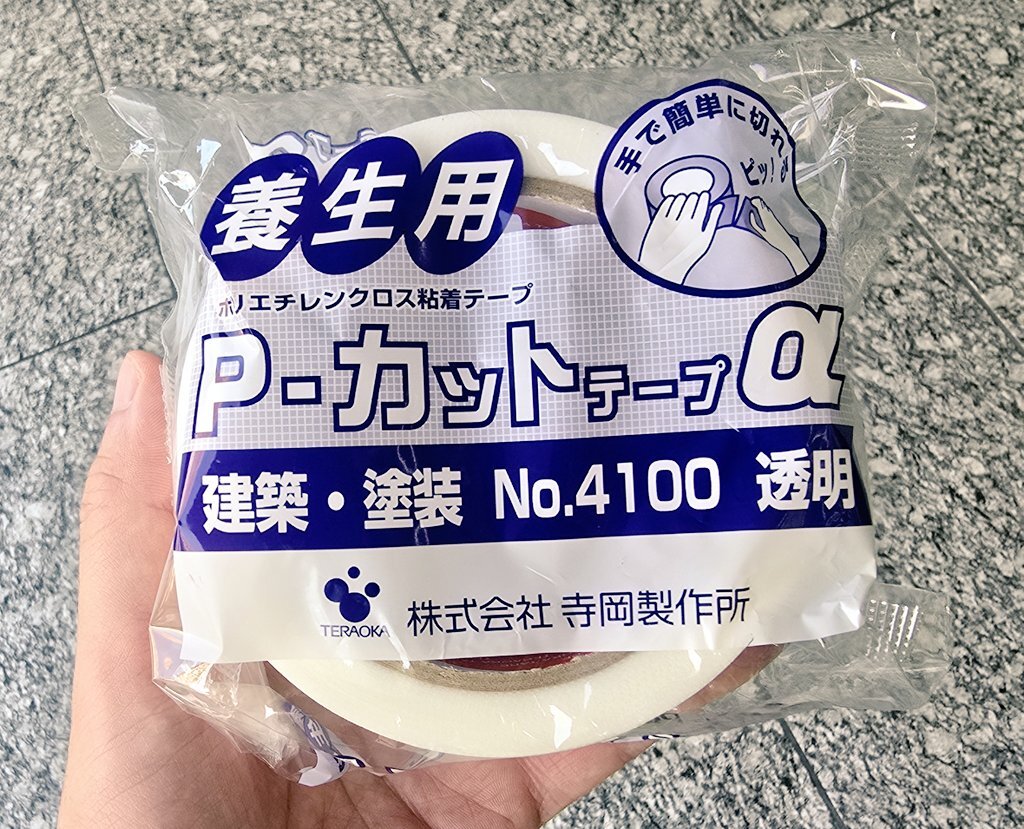 手で簡単に切れる
ピッ!
養生用
ポリエチレンクロス粘着テープ
P-カットテープα
建築・塗装 No.4100 透明
TERAOKA
株式会社 寺岡製作所